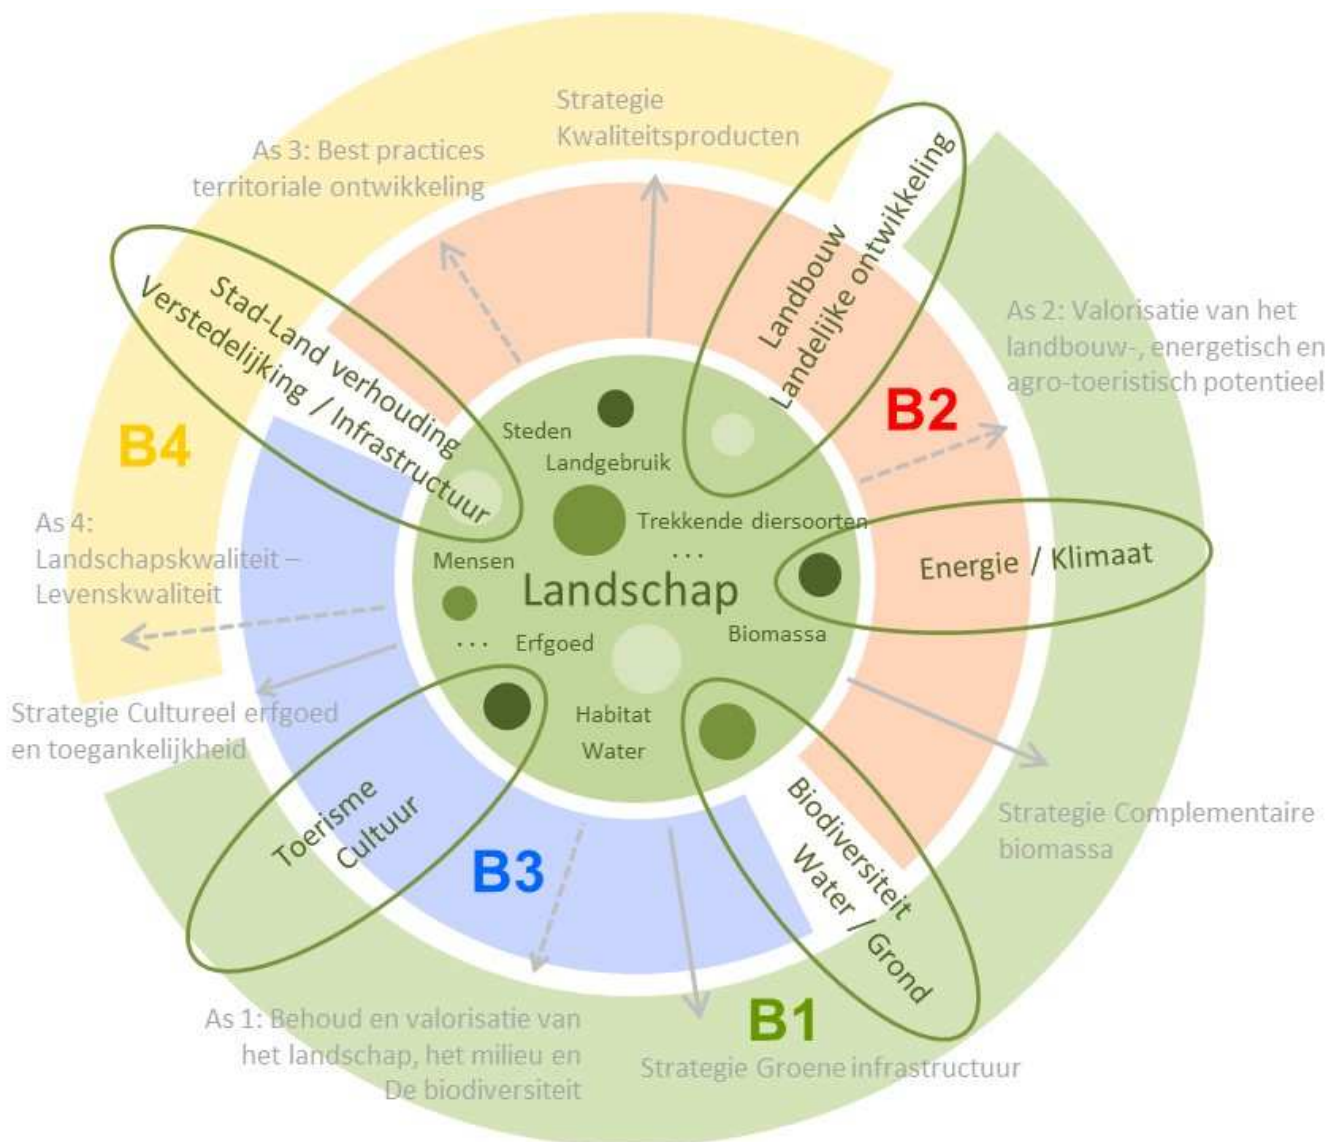 Strategie
Kwaliteitsproducten
As 3: Best practices
territoriale ontwikkeling
Landbouw
Landelijke ontwikkeling
Stad-Land verhouding
Verstedelijking / Infrastructuur
As 2: Valorisatie van het
landbouw-, energetisch en
agro-toeristisch potentieel
B2
B4
Steden
Landgebruik
Trekkende diersoorten
...
As 4:
Landschapskwaliteit –
Levenskwaliteit
Mensen
Landschap
Energie / Klimaat
... Erfgoed
Biomassa
Strategie Cultureel erfgoed
en toegankelijkheid
Habitat
Water
Toerisme
Cultuur
Biodiversiteit
Water / Grond
Strategie Complementaire
biomassa
B3
B1
As 1: Behoud en valorisatie van
het landschap, het milieu en
De biodiversiteit
Strategie Groene infrastructuur